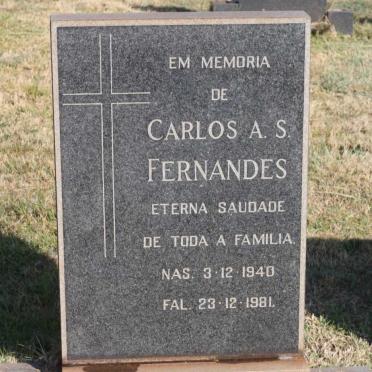 EM MEMORIA
DE
CARLOS A. S.
FERNANDES
ETERNA SAUDADE
DE TODA A FAMILIA.
NAS. 3·12·1940
FAL. 23·12·1981.